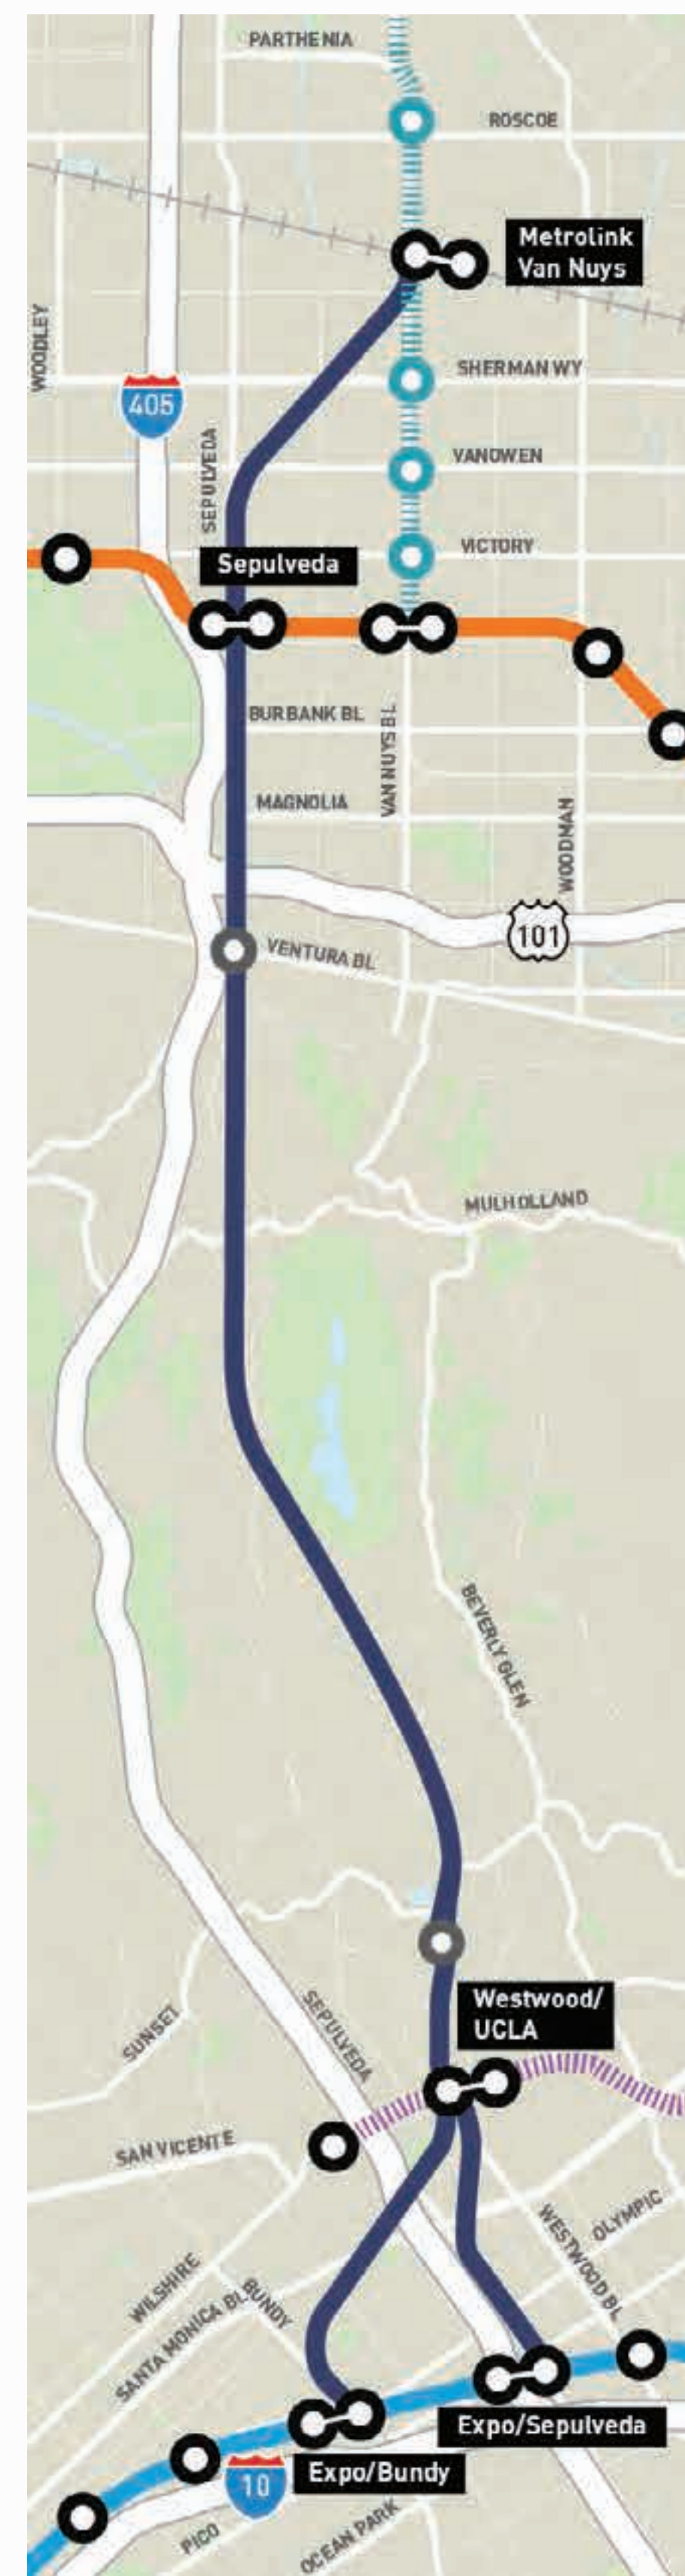 PARTHENIA
ROSCOE
Metrolink
Van Nuys
WOODLEY
SHERMAN WY
405
SEPULVEDA
VANOWEN
VICTORY
Sepulveda
BURBANK BL
VAN NUYS BL
MAGNOLIA
WOODMAN
101
VENTURA BL
MULHOLLAND
BEVERLY GLEN
Westwood/
UCLA
SEPULVEDA
SUNSET
SAN VICENTE
OLYMPIC
WESTWOOD BL
WILSHIRE
BUNDY
SANTA MONICA BL
Expo/Sepulveda
Expo/Bundy
10
PICO
OCEAN PARK